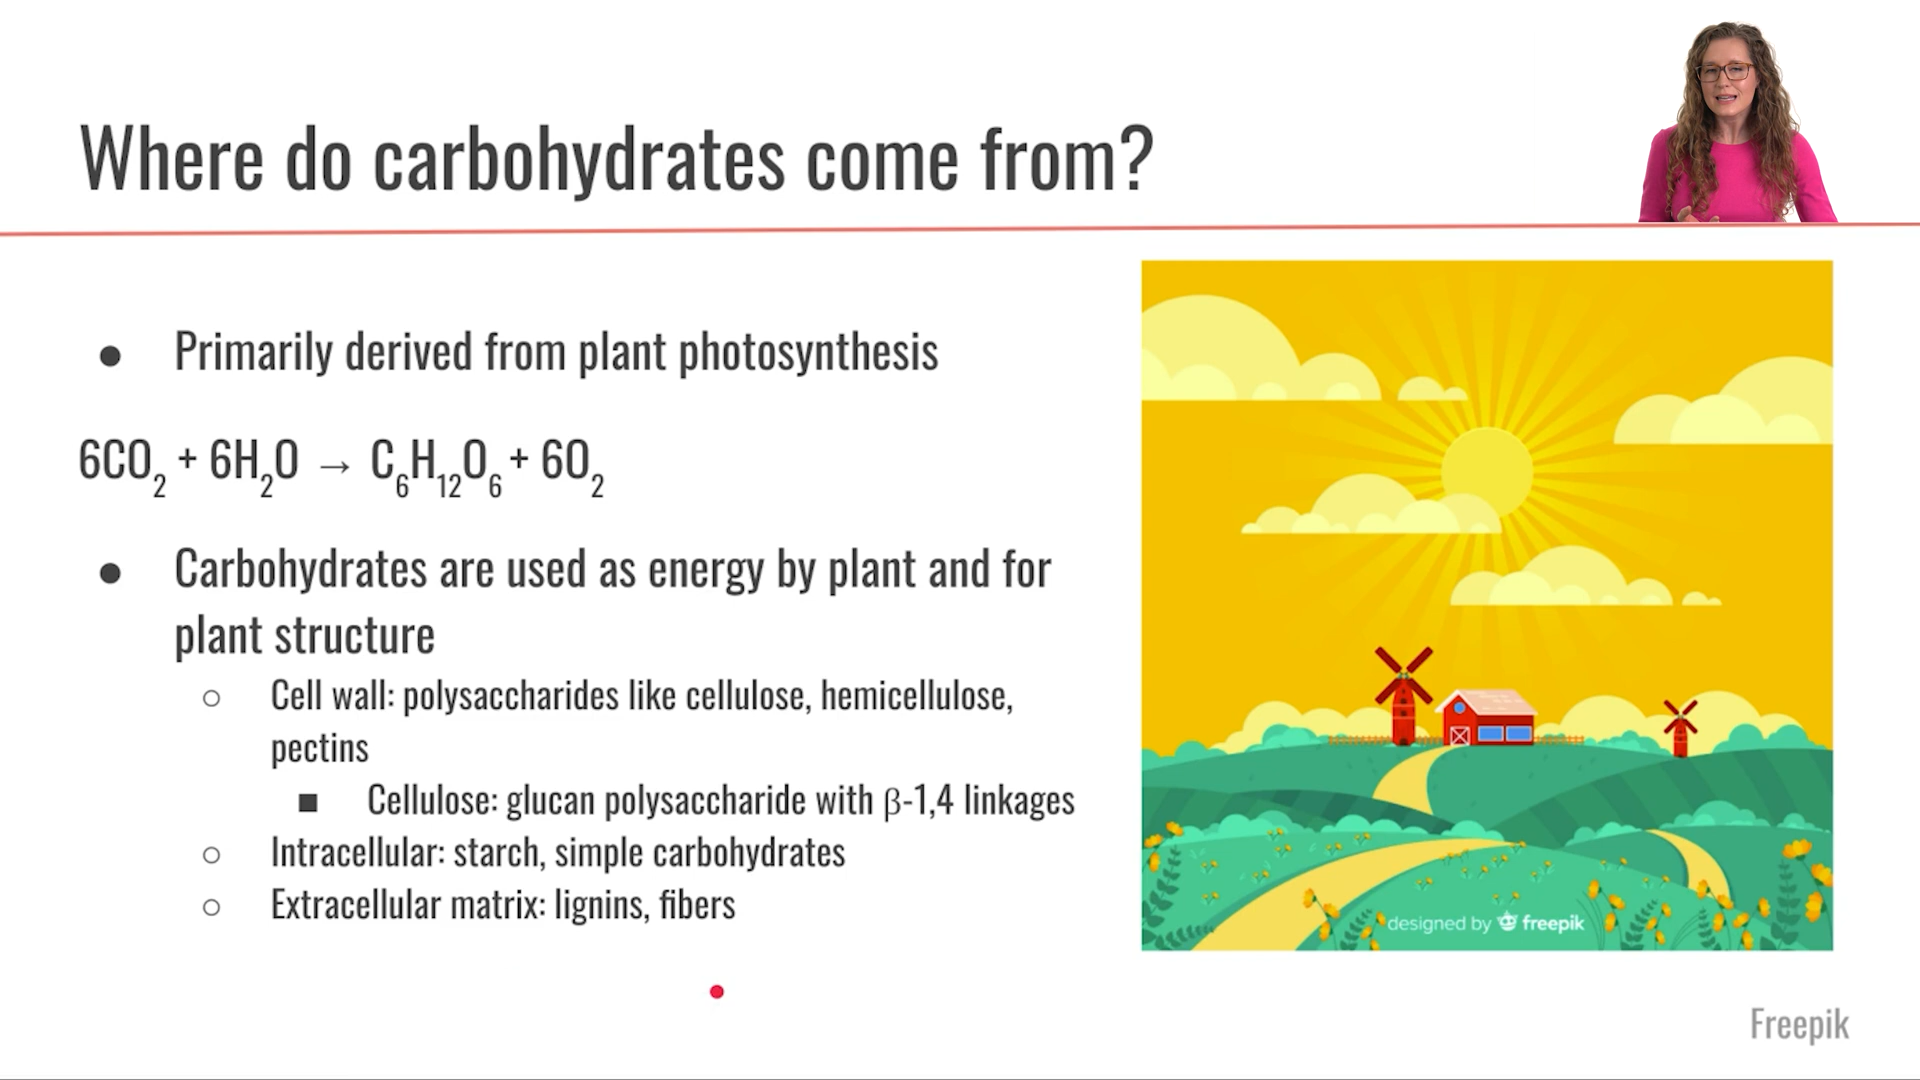 Where do carbohydrates come from?
● Primarily derived from plant photosynthesis
6CO₂ + 6H₂O → C₆H₁₂O₆ + 6O₂
● Carbohydrates are used as energy by plant and for
plant structure
○ Cell wall: polysaccharides like cellulose, hemicellulose,
pectins
■ Cellulose: glucan polysaccharide with β-1,4 linkages
○ Intracellular: starch, simple carbohydrates
○ Extracellular matrix: lignins, fibers
designed by freepik
Freepik